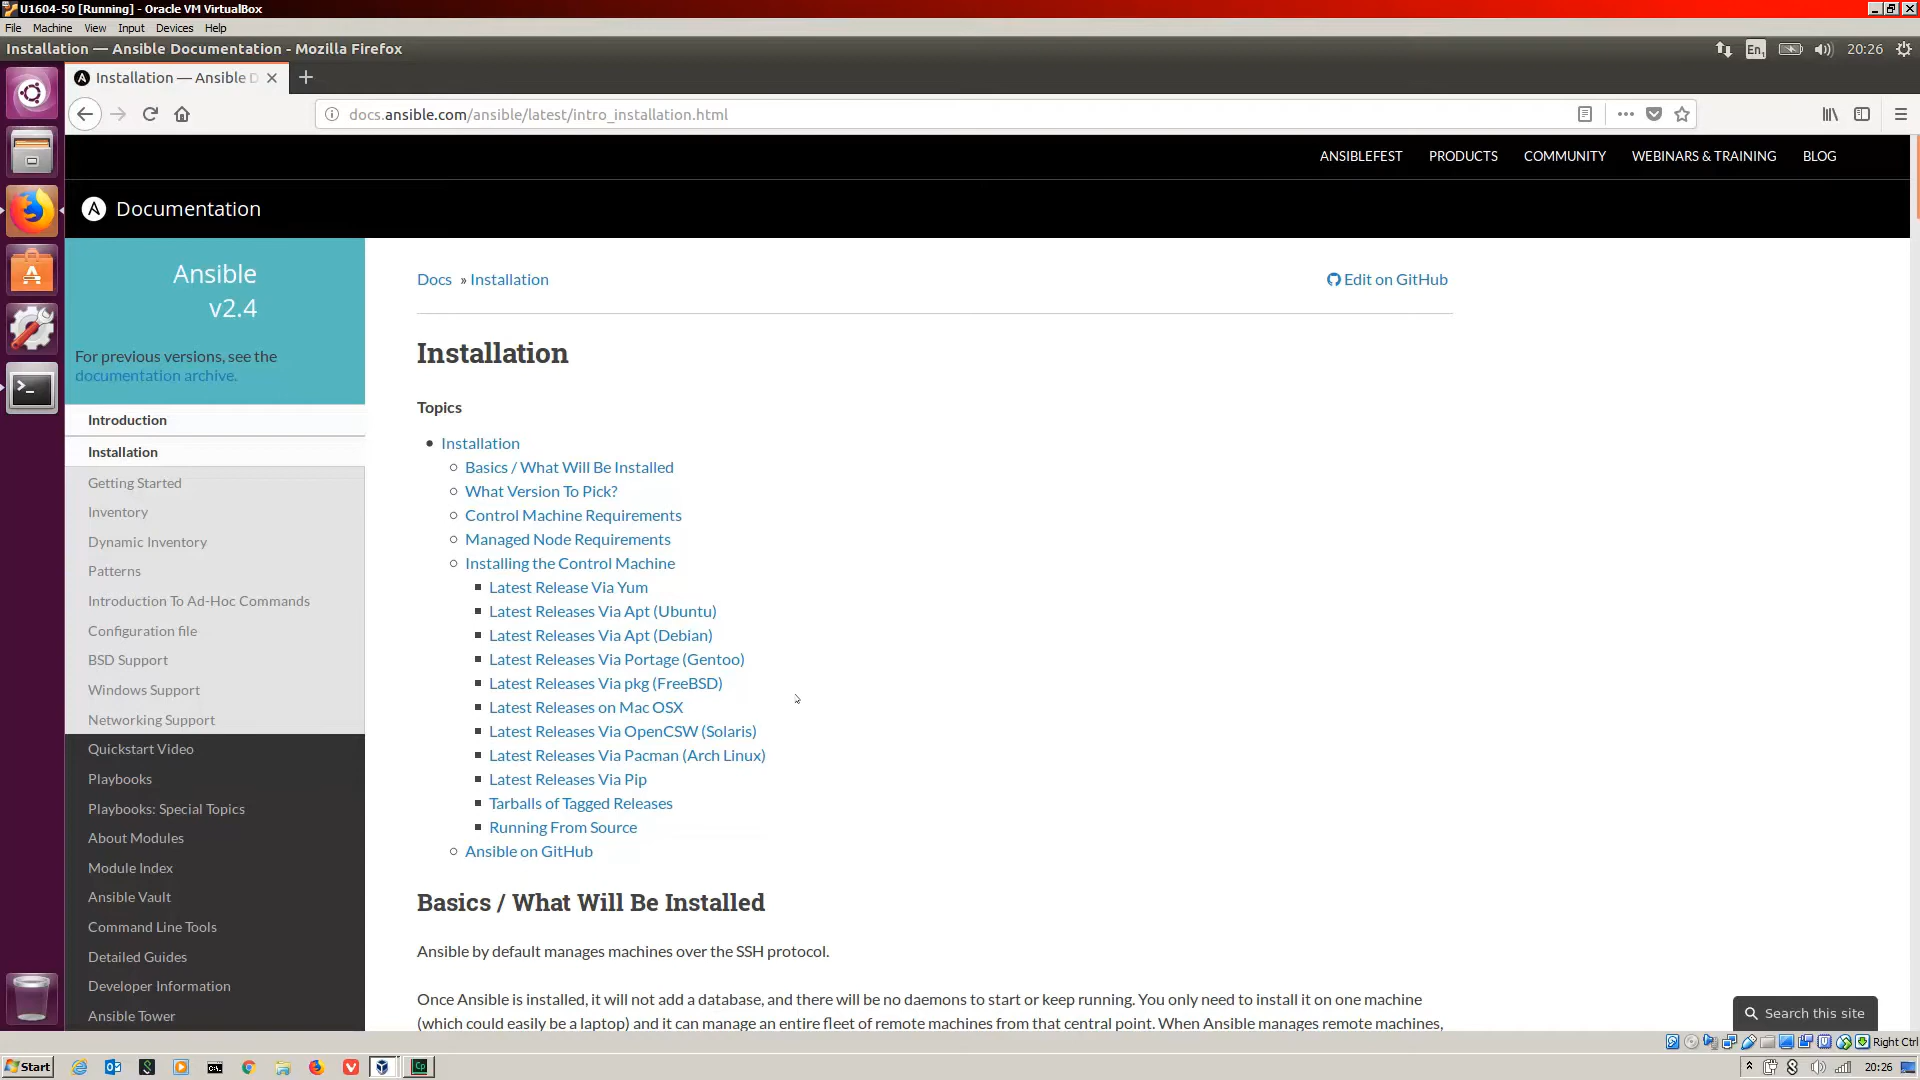 U1604-50 [Running] - Oracle VM VirtualBox
File Machine View Input Devices Help
Installation — Ansible Documentation - Mozilla Firefox
En
20:26
Installation — Ansible D
docs.ansible.com/ansible/latest/intro_installation.html
ANSIBLEFEST PRODUCTS COMMUNITY WEBINARS & TRAINING BLOG
Documentation
Ansible
v2.4
For previous versions, see the
documentation archive.
Introduction
Installation
Getting Started
Inventory
Dynamic Inventory
Patterns
Introduction To Ad-Hoc Commands
Configuration file
BSD Support
Windows Support
Networking Support
Quickstart Video
Playbooks
Playbooks: Special Topics
About Modules
Module Index
Ansible Vault
Command Line Tools
Detailed Guides
Developer Information
Ansible Tower
Docs » Installation
Edit on GitHub
Installation
Topics
Installation
Basics / What Will Be Installed
What Version To Pick?
Control Machine Requirements
Managed Node Requirements
Installing the Control Machine
Latest Release Via Yum
Latest Releases Via Apt (Ubuntu)
Latest Releases Via Apt (Debian)
Latest Releases Via Portage (Gentoo)
Latest Releases Via pkg (FreeBSD)
Latest Releases on Mac OSX
Latest Releases Via OpenCSW (Solaris)
Latest Releases Via Pacman (Arch Linux)
Latest Releases Via Pip
Tarballs of Tagged Releases
Running From Source
Ansible on GitHub
Basics / What Will Be Installed
Ansible by default manages machines over the SSH protocol.
Once Ansible is installed, it will not add a database, and there will be no daemons to start or keep running. You only need to install it on one machine
(which could easily be a laptop) and it can manage an entire fleet of remote machines from that central point. When Ansible manages remote machines,
Search this site
Right Ctrl
Start
Cp
20:26